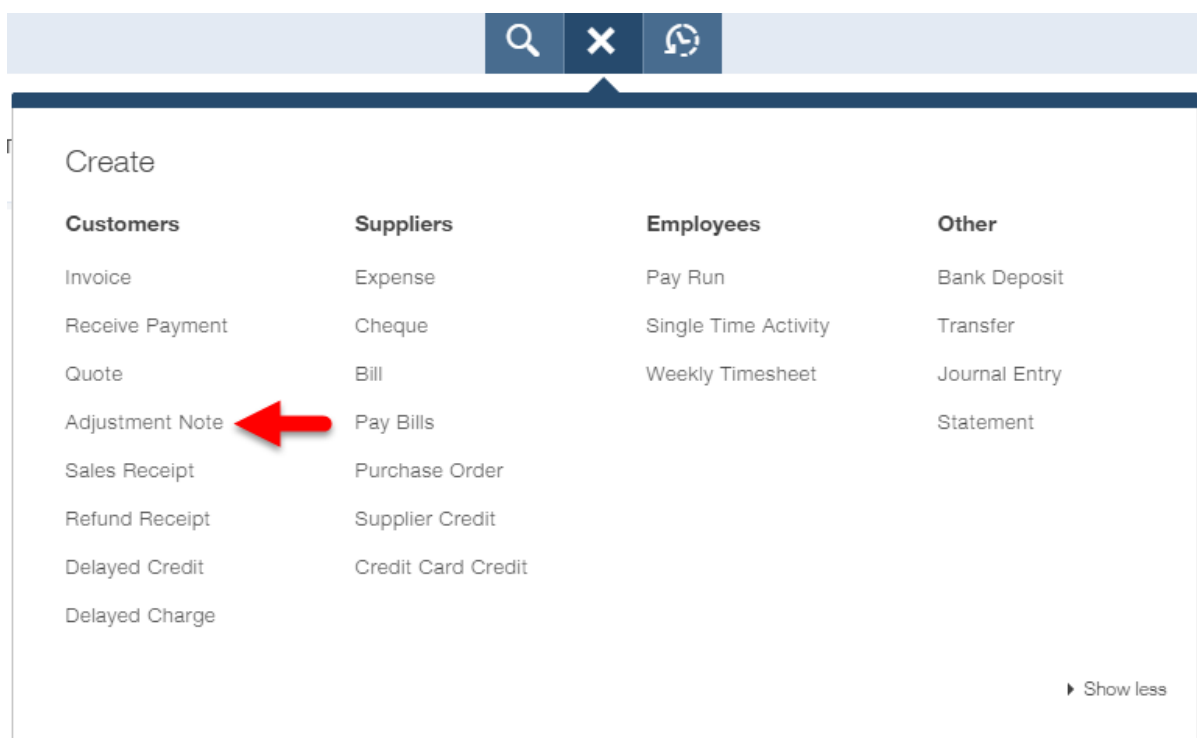 Create
Customers
Invoice
Receive Payment
Quote
Adjustment Note
Sales Receipt
Refund Receipt
Delayed Credit
Delayed Charge
Suppliers
Expense
Cheque
Bill
Pay Bills
Purchase Order
Supplier Credit
Credit Card Credit
Employees
Pay Run
Single Time Activity
Weekly Timesheet
Other
Bank Deposit
Transfer
Journal Entry
Statement
Show less